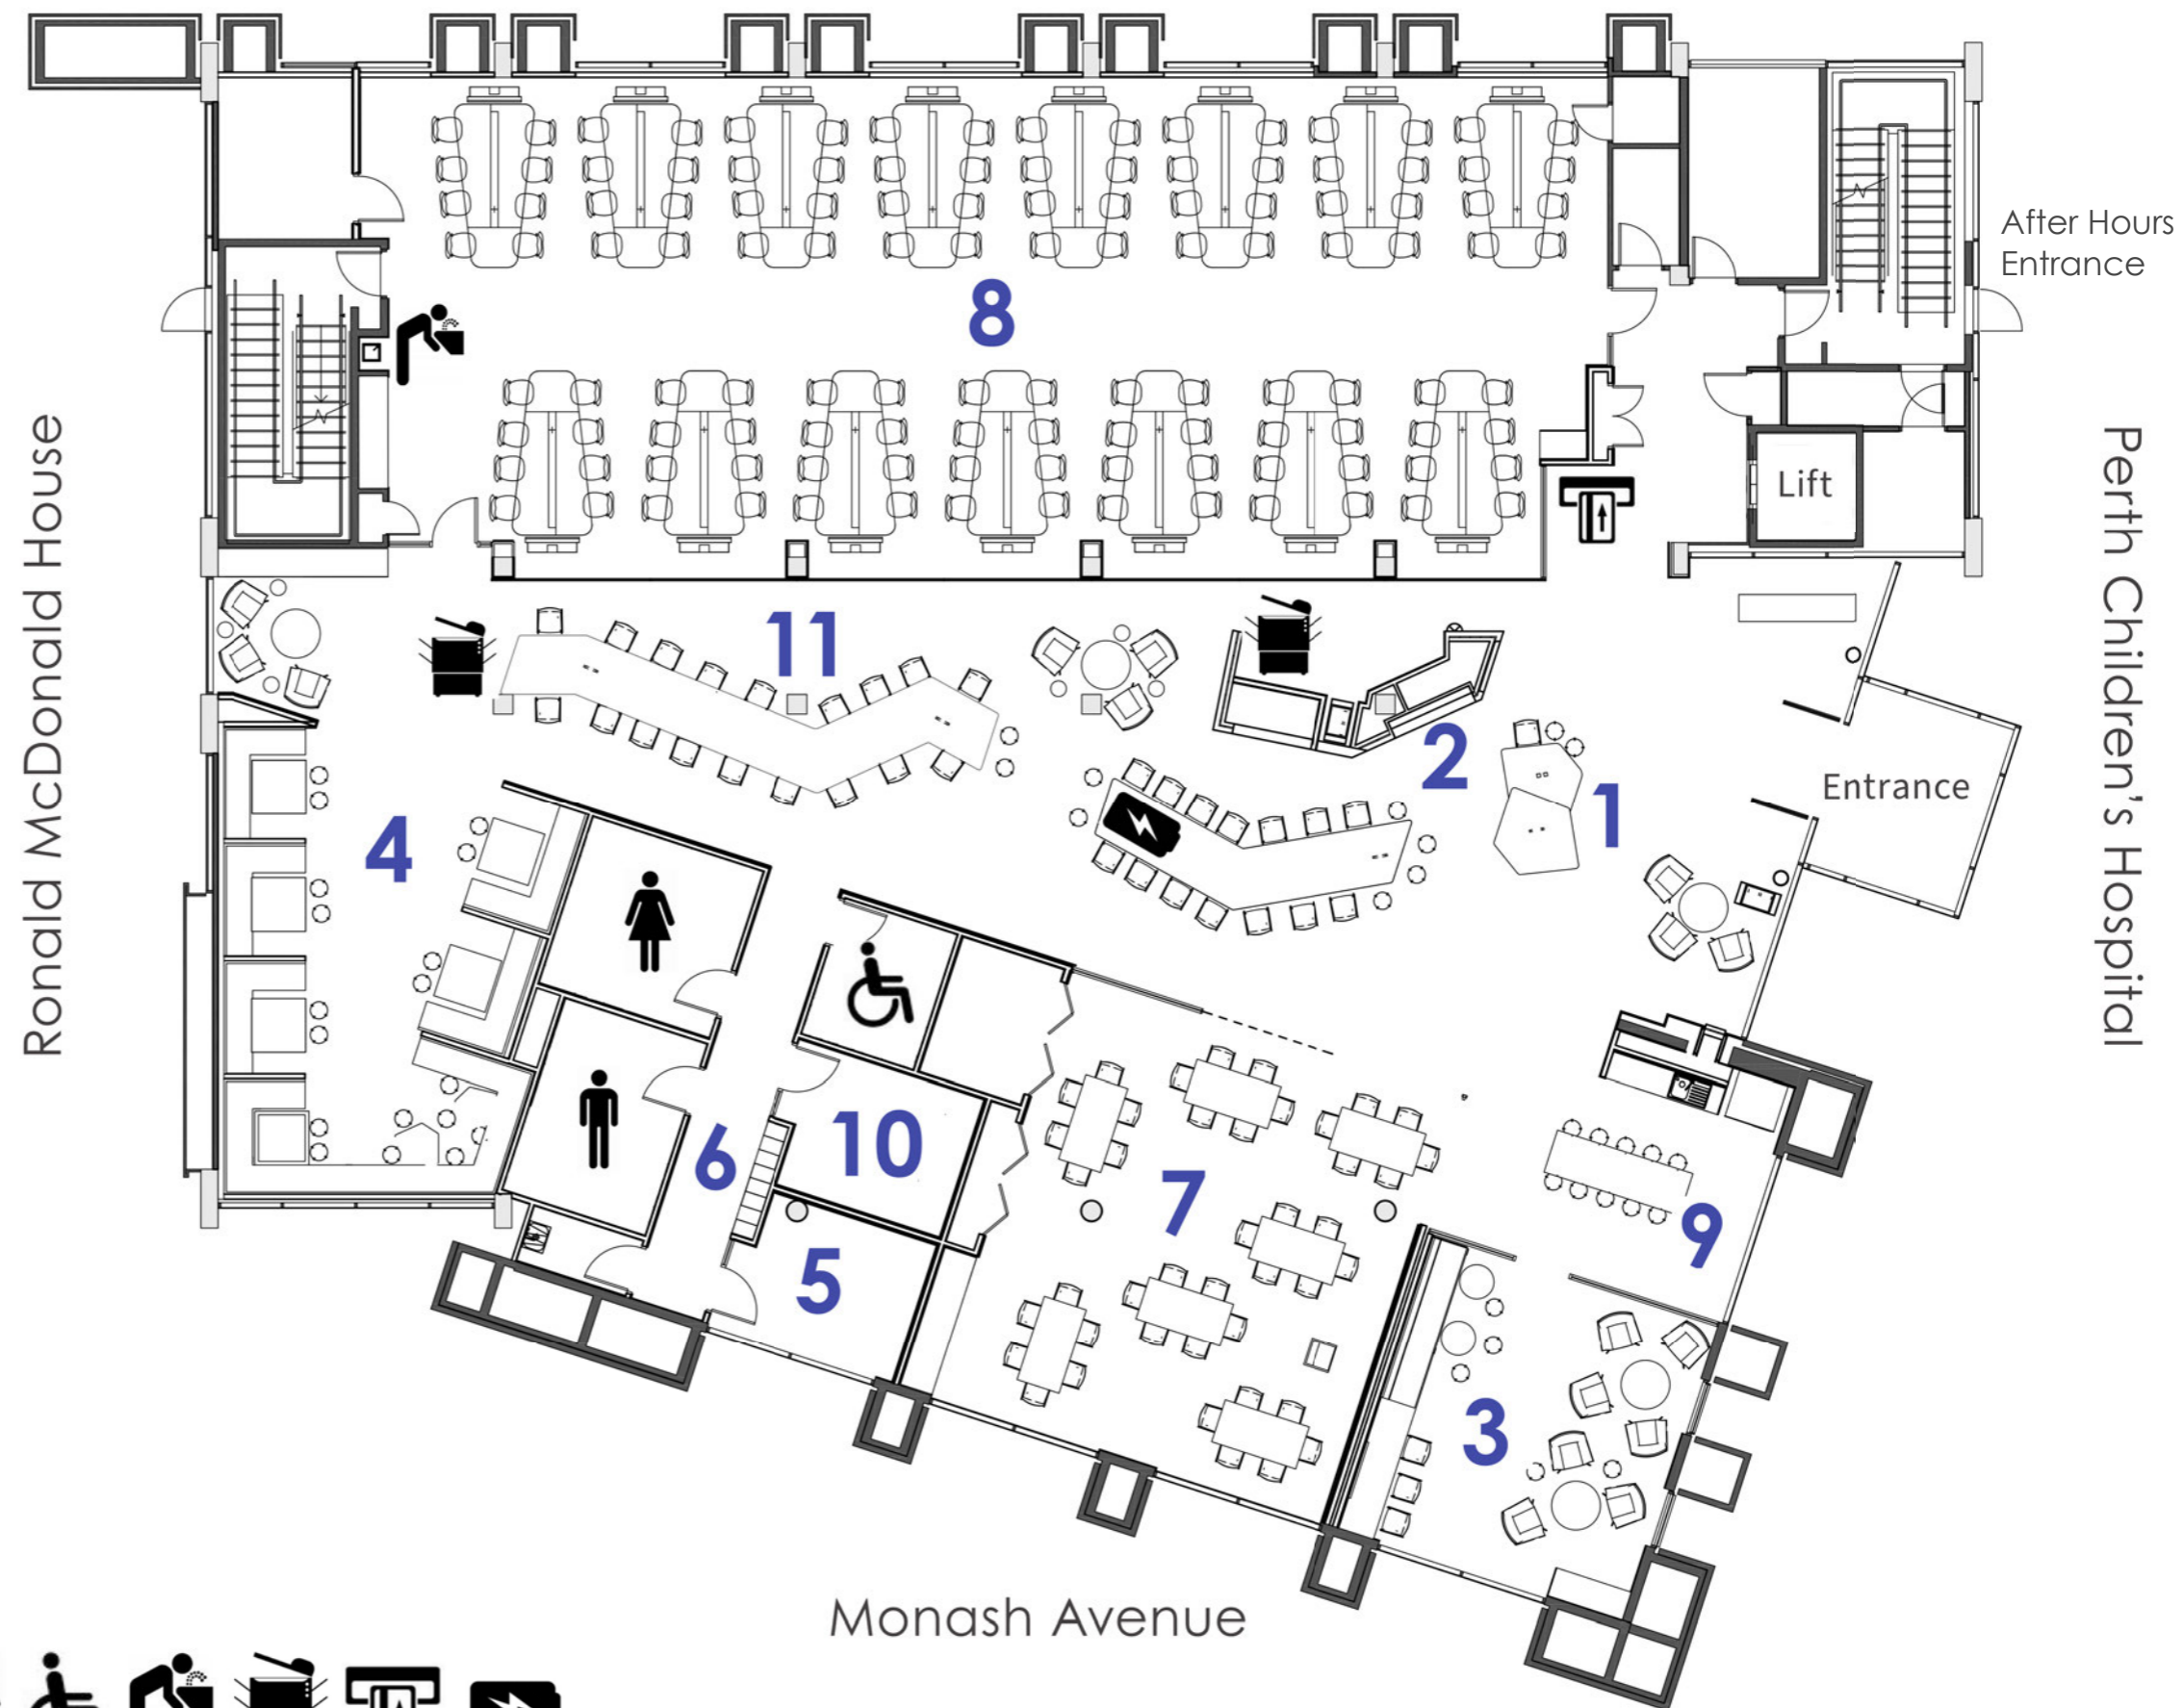 After Hours
Entrance
8
Ronald McDonald House
Perth Children's Hospital
Lift
11
2
1
Entrance
4
6
10
7
9
5
3
Monash Avenue